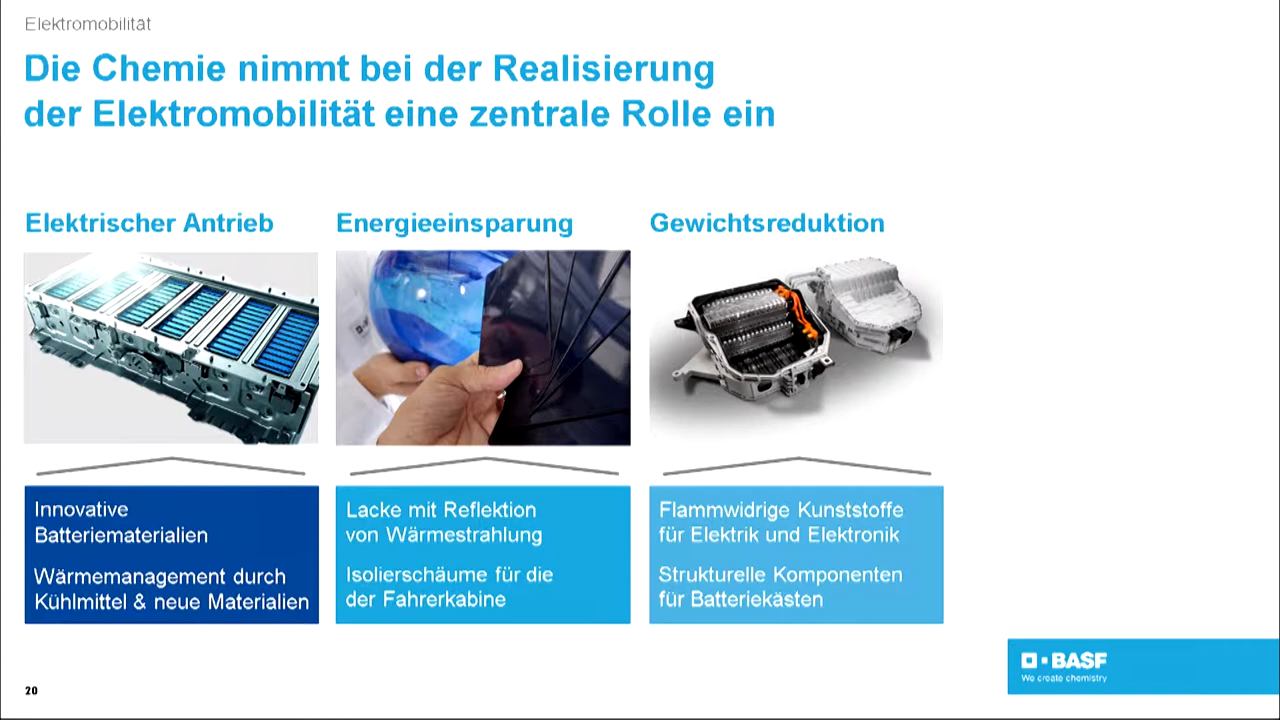 Elektromobilität
Die Chemie nimmt bei der Realisierung
der Elektromobilität eine zentrale Rolle ein
Elektrischer Antrieb
Energieeinsparung
Gewichtsreduktion
Innovative
Batteriematerialien
Wärmemanagement durch
Kühlmittel & neue Materialien
Lacke mit Reflektion
von Wärmestrahlung
Isolierschäume für die
der Fahrerkabine
Flammwidrige Kunststoffe
für Elektrik und Elektronik
Strukturelle Komponenten
für Batteriekästen
20
BASF
We create chemistry